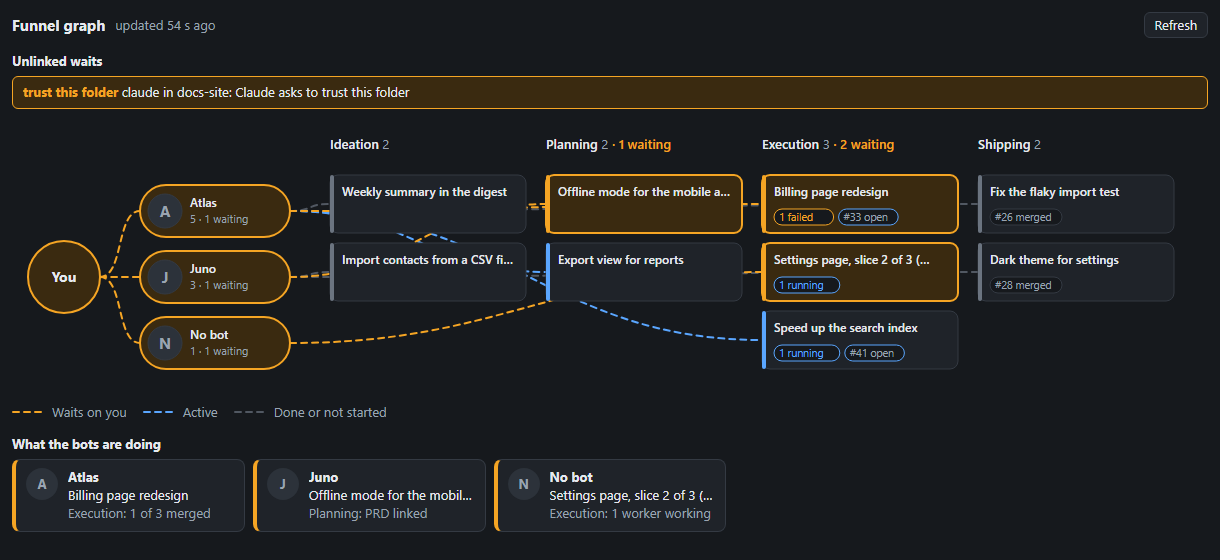 Funnel graph updated 54 s ago
Refresh
Unlinked waits
trust this folder claude in docs-site: Claude asks to trust this folder
Ideation 2
Planning 2 · 1 waiting
Execution 3 · 2 waiting
Shipping 2
You
A
Atlas
5 · 1 waiting
J
Juno
3 · 1 waiting
N
No bot
1 · 1 waiting
Weekly summary in the digest
Import contacts from a CSV fi...
Offline mode for the mobile a...
Export view for reports
Billing page redesign
1 failed #33 open
Settings page, slice 2 of 3 (...
1 running
Speed up the search index
1 running #41 open
Fix the flaky import test
#26 merged
Dark theme for settings
#28 merged
Waits on you Active Done or not started
What the bots are doing
A
Atlas
Billing page redesign
Execution: 1 of 3 merged
J
Juno
Offline mode for the mobil...
Planning: PRD linked
N
No bot
Settings page, slice 2 of 3 (...
Execution: 1 worker working